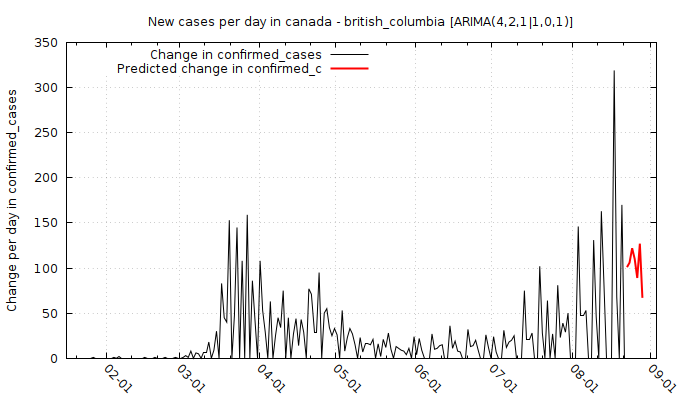 New cases per day in canada - british_columbia [ARIMA(4,2,1|1,0,1)]
Change in confirmed_cases
Predicted change in confirmed_c
Change per day in confirmed_cases
350
300
250
200
150
100
50
0
02-01 03-01 04-01 05-01 06-01 07-01 08-01 09-01